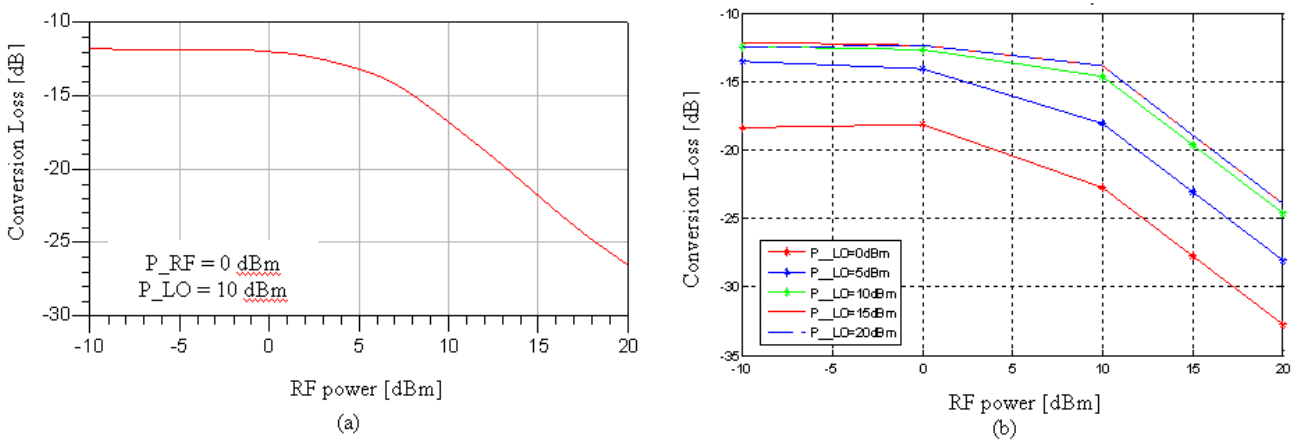 -10
-15
-20
-25
-30
Conversion Loss [dB]
P_RF = 0 dBm
P_LO = 10 dBm
-10
-5
0
5
10
15
20
RF power [dBm]
(a)
-10
-15
-20
-25
-30
-35
Conversion Loss [dB]
P__LO=0dBm
P__LO=5dBm
P__LO=10dBm
P__LO=15dBm
P__LO=20dBm
-10
-5
0
5
10
15
20
RF power [dBm]
(b)